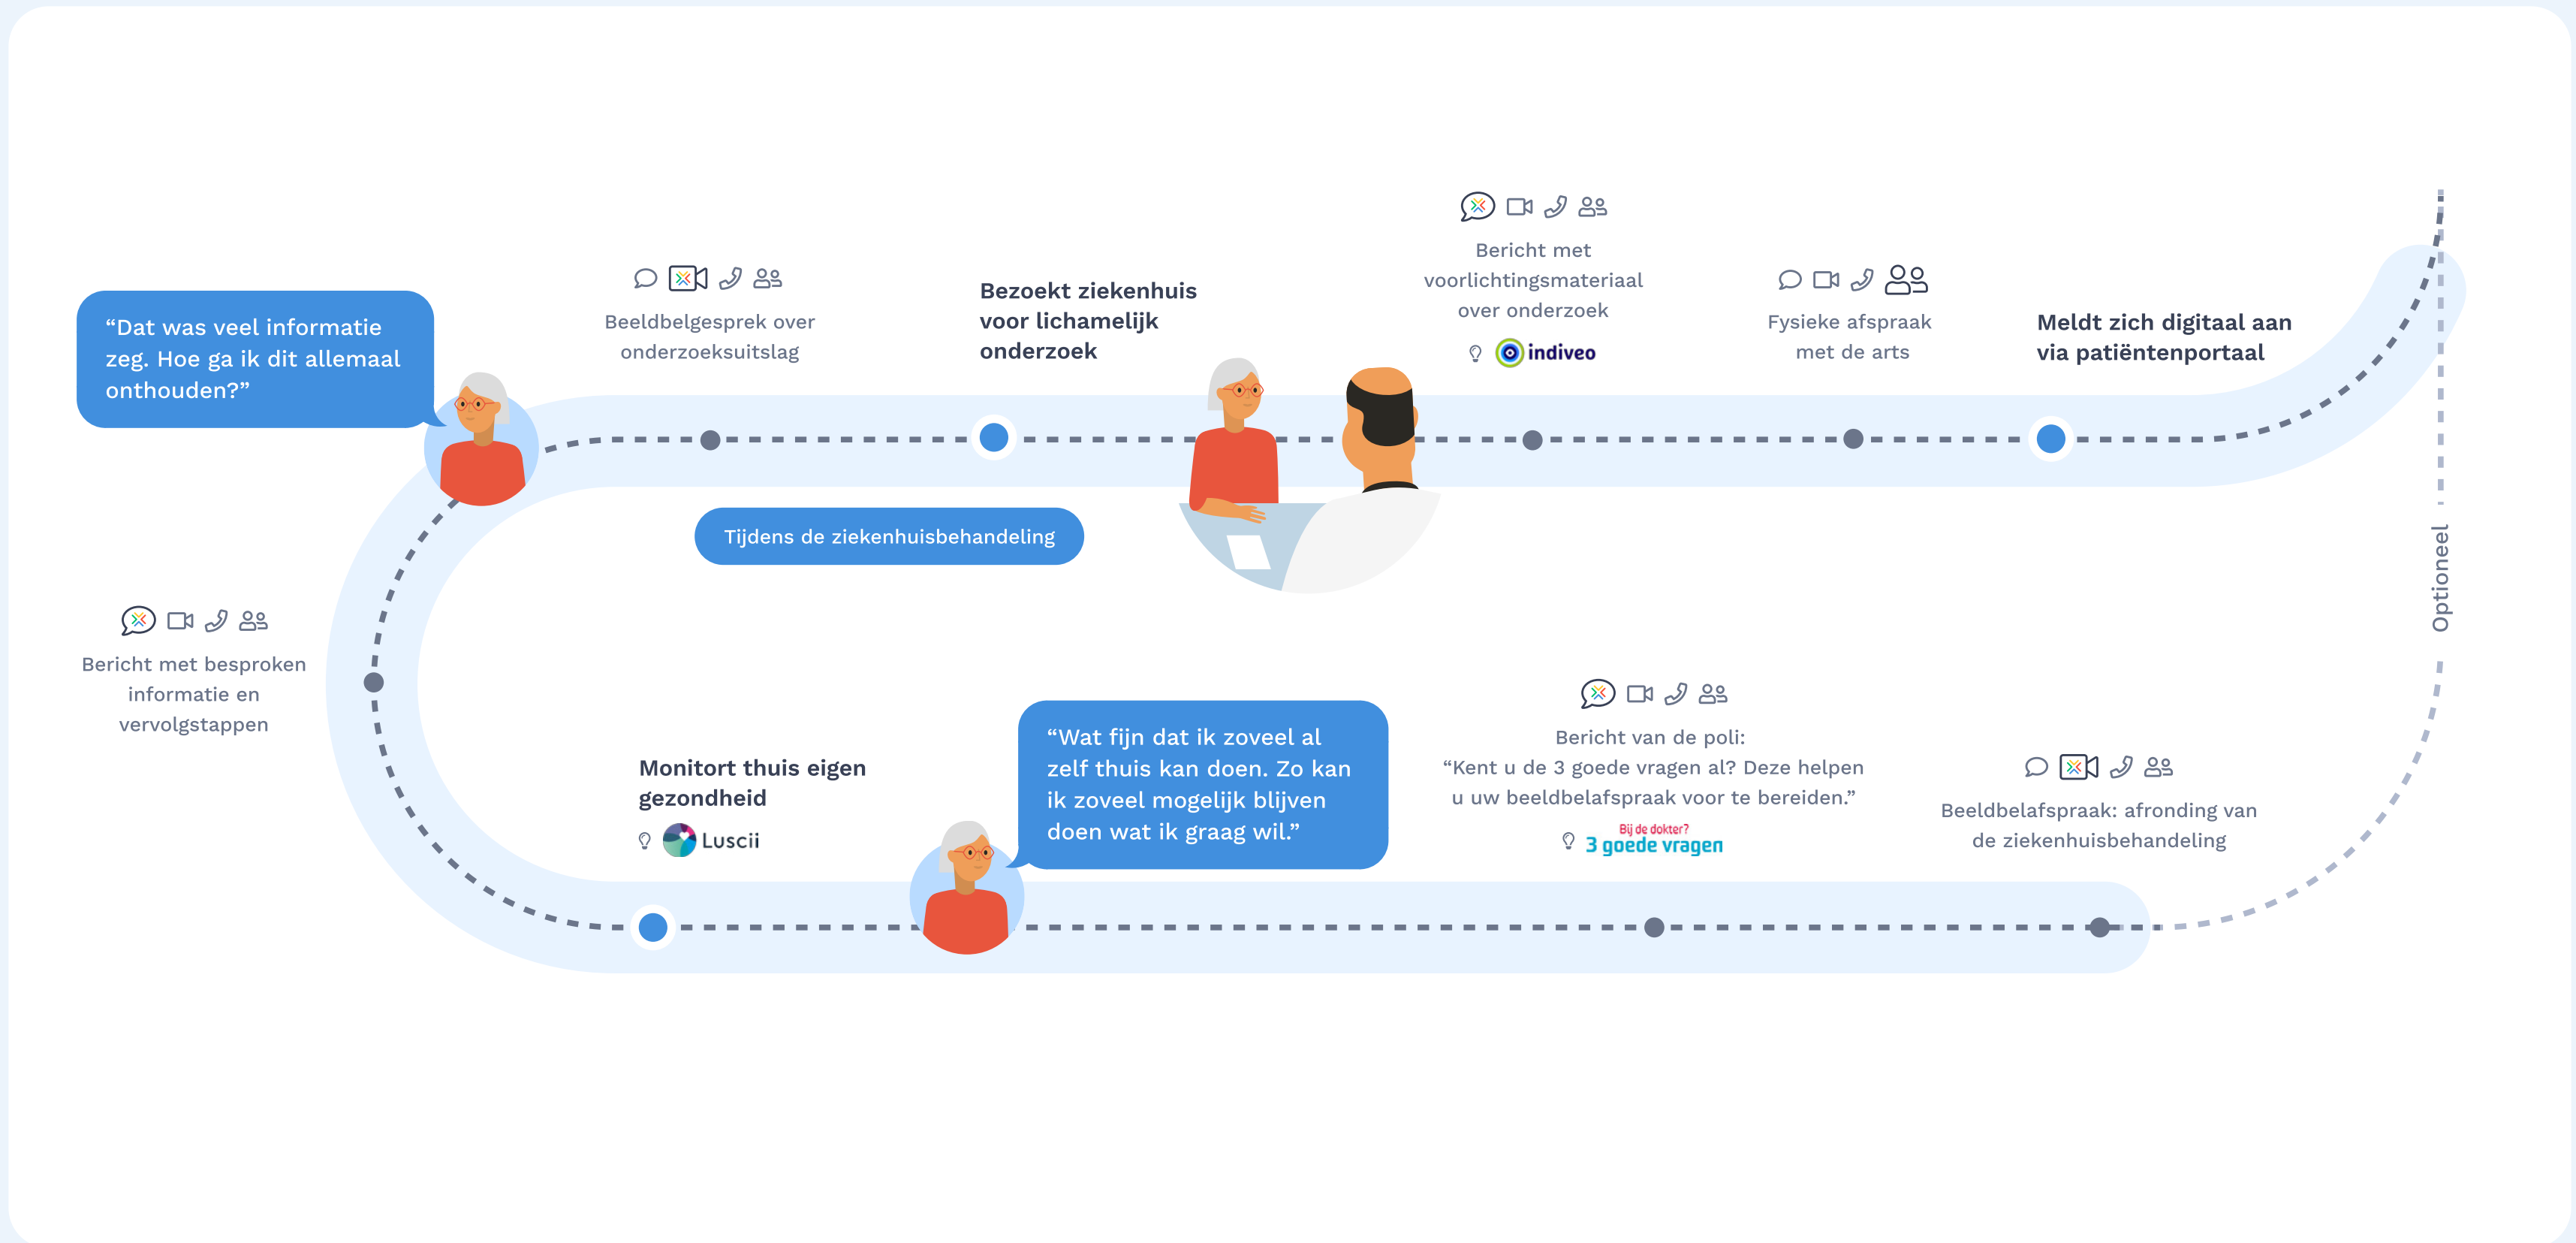 “Dat was veel informatie
zeg. Hoe ga ik dit allemaal
onthouden?”
Beeldbelgesprek over
onderzoeksuitslag
Bezoekt ziekenhuis
voor lichamelijk
onderzoek
Bericht met
voorlichtingsmateriaal
over onderzoek
indiveo
Fysieke afspraak
met de arts
Meldt zich digitaal aan
via patiëntenportaal
Tijdens de ziekenhuisbehandeling
Optioneel
Bericht met besproken
informatie en
vervolgstappen
Monitort thuis eigen
gezondheid
Luscii
“Wat fijn dat ik zoveel al
zelf thuis kan doen. Zo kan
ik zoveel mogelijk blijven
doen wat ik graag wil.”
Bericht van de poli:
“Kent u de 3 goede vragen al? Deze helpen
u uw beeldbelafspraak voor te bereiden.”
Bij de dokter?
3 goede vragen
Beeldbelafspraak: afronding van
de ziekenhuisbehandeling